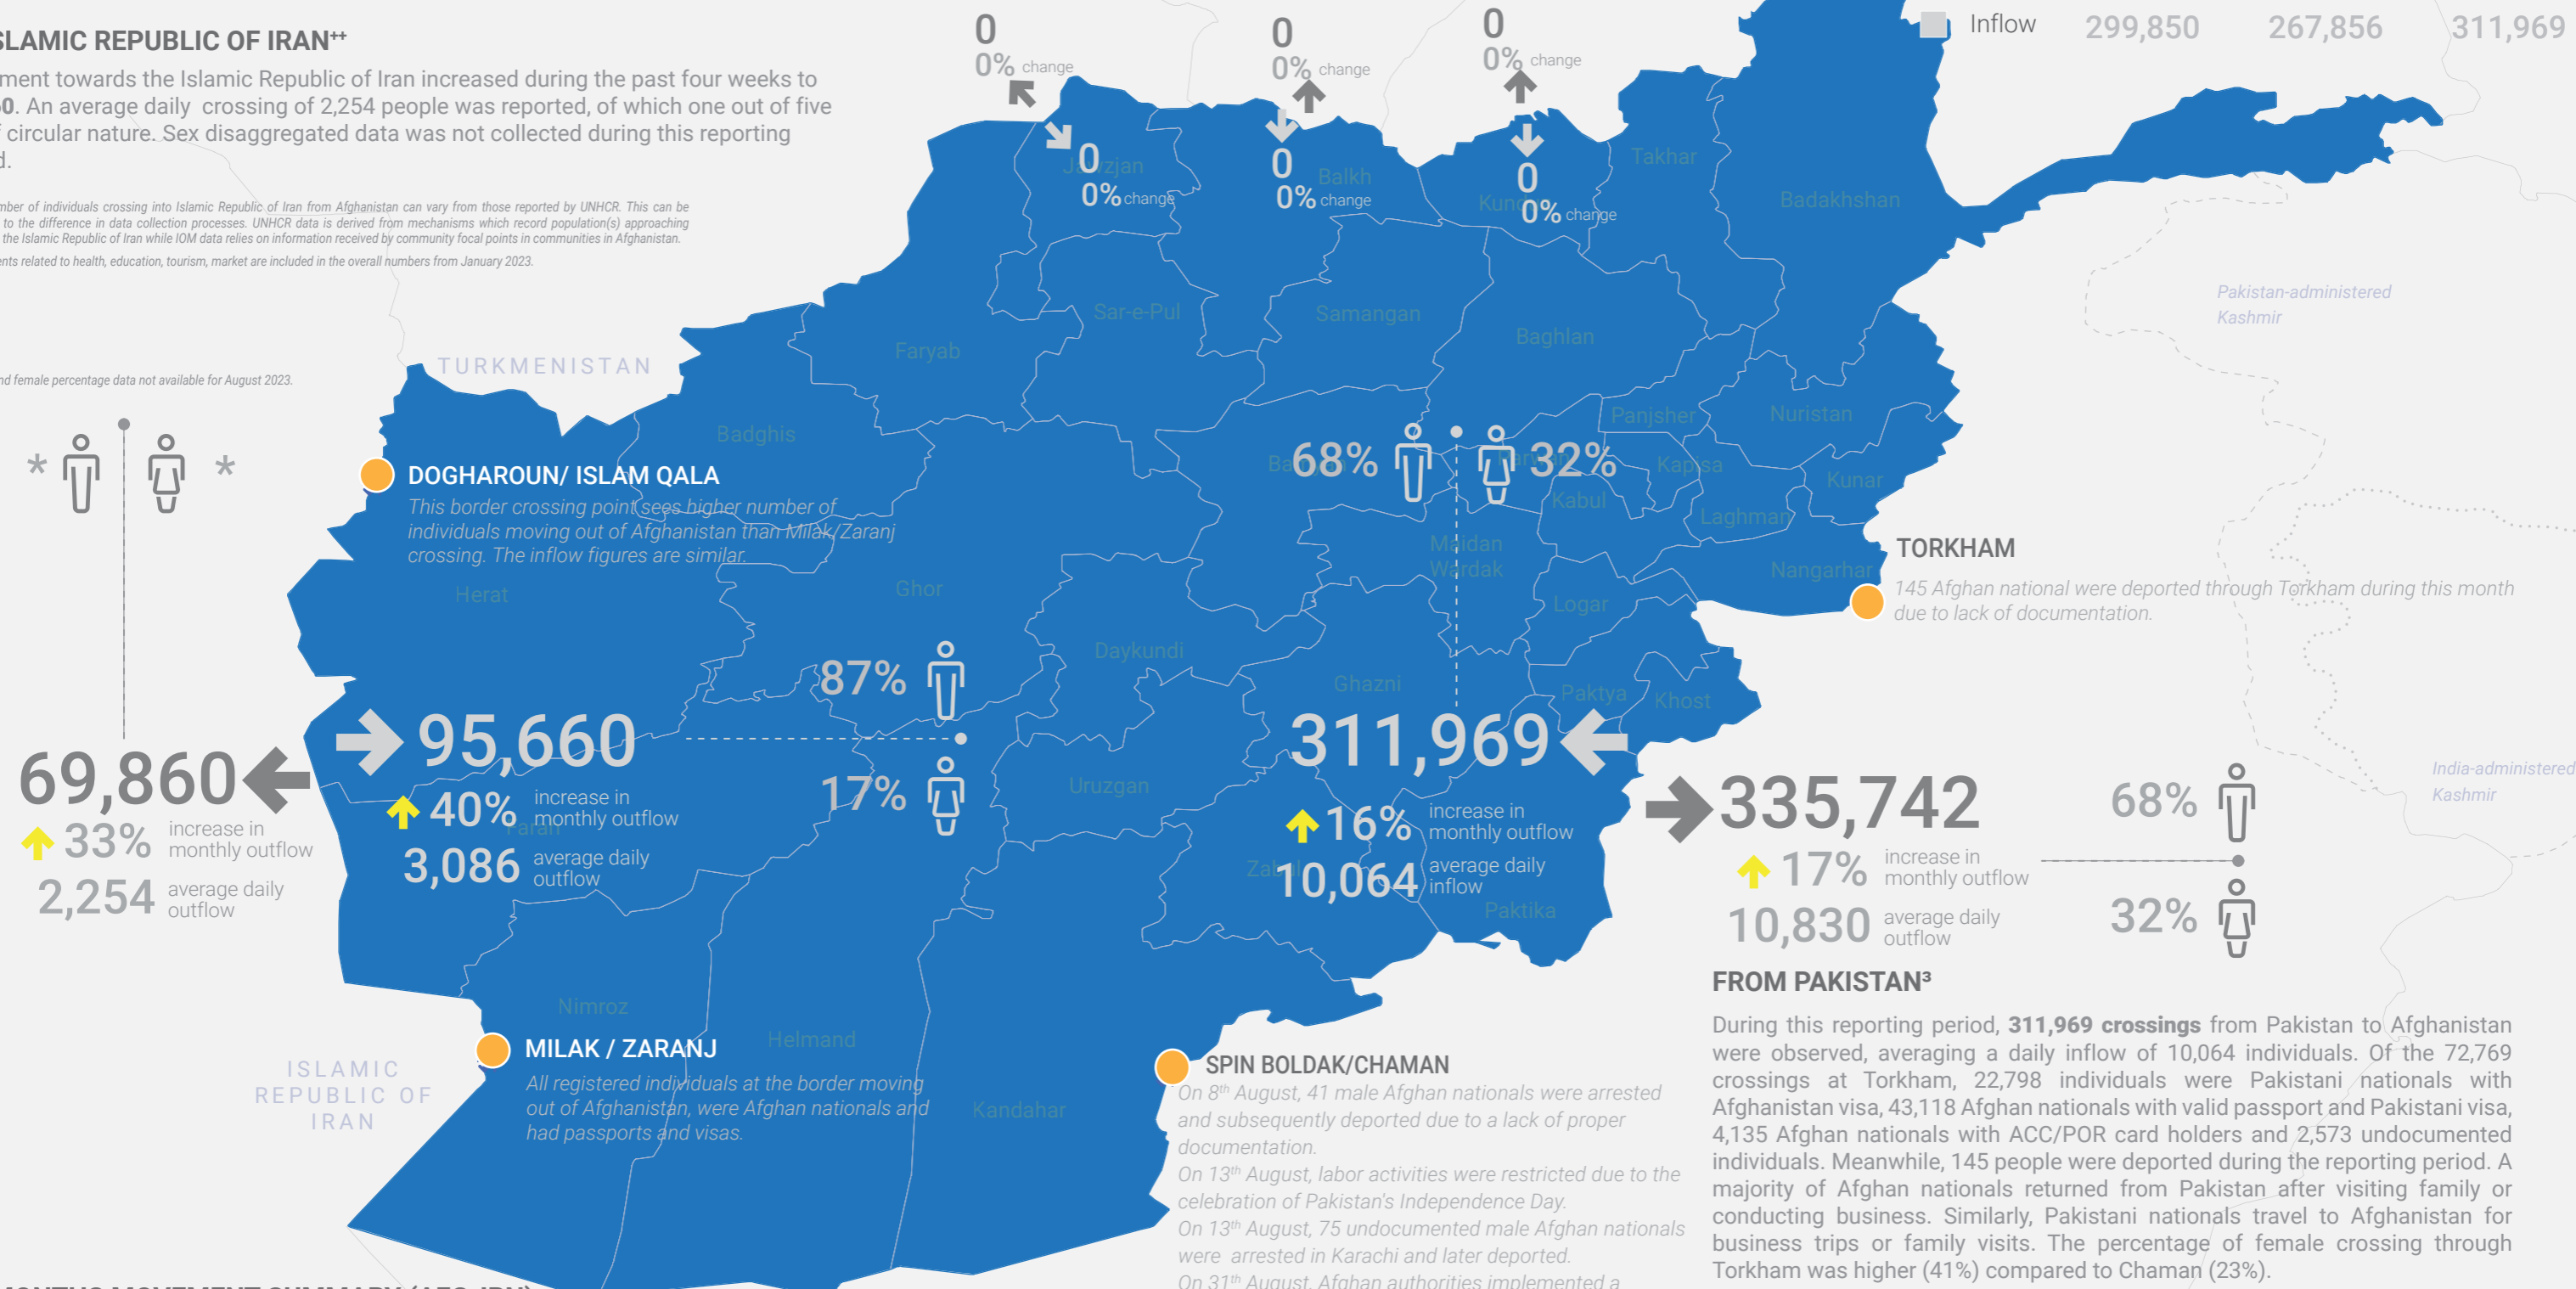 SLAMIC REPUBLIC OF IRAN++
ment towards the Islamic Republic of Iran increased during the past four weeks to
0. An average daily crossing of 2,254 people was reported, of which one out of five
circular nature. Sex disaggregated data was not collected during this reporting
d.
mber of individuals crossing into Islamic Republic of Iran from Afghanistan can vary from those reported by UNHCR. This can be
to the difference in data collection processes. UNHCR data is derived from mechanisms which record population(s) approaching
the Islamic Republic of Iran while IOM data relies on information received by community focal points in communities in Afghanistan.
nts related to health, education, tourism, market are included in the overall numbers from January 2023.
nd female percentage data not available for August 2023.
* *
0
0% change
0
0% change
0
0% change
0
0% change
0
0% change
0
0% change
Inflow 299,850 267,856 311,969
Jawzjan
Balkh
Takhar
Badakhshan
Sar-e-Pul
Samangan
Faryab
Baghlan
TURKMENISTAN
Pakistan-administered
Kashmir
Badghis
Panjsher
Nuristan
68% 32%
Kapisa
Kunar
Kabul
Laghman
DOGHAROUN/ ISLAM QALA
This border crossing point sees higher number of
individuals moving out of Afghanistan than Milak/Zaranj
crossing. The inflow figures are similar.
Maidan
Wardak
Nangarhar
Herat
Ghor
Logar
TORKHAM
145 Afghan national were deported through Torkham during this month
due to lack of documentation.
Daykundi
Ghazni
Paktya
Khost
87%
17%
69,860
33% increase in
monthly outflow
2,254 average daily
outflow
95,660
40% increase in
monthly outflow
Farah
3,086 average daily
outflow
Uruzgan
311,969
16% increase in
monthly outflow
Zabul
10,064 average daily
inflow
Paktika
335,742
17% increase in
monthly outflow
10,830 average daily
outflow
68%
32%
India-administered
Kashmir
Nimroz
Helmand
Kandahar
ISLAMIC
REPUBLIC OF
IRAN
MILAK / ZARANJ
All registered individuals at the border moving
out of Afghanistan, were Afghan nationals and
had passports and visas.
SPIN BOLDAK/CHAMAN
On 8th August, 41 male Afghan nationals were arrested
and subsequently deported due to a lack of proper
documentation.
On 13th August, labor activities were restricted due to the
celebration of Pakistan's Independence Day.
On 13th August, 75 undocumented male Afghan nationals
were arrested in Karachi and later deported.
On 31th August, Afghan authorities implemented a
FROM PAKISTAN³
During this reporting period, 311,969 crossings from Pakistan to Afghanistan
were observed, averaging a daily inflow of 10,064 individuals. Of the 72,769
crossings at Torkham, 22,798 individuals were Pakistani nationals with
Afghanistan visa, 43,118 Afghan nationals with valid passport and Pakistani visa,
4,135 Afghan nationals with ACC/POR card holders and 2,573 undocumented
individuals. Meanwhile, 145 people were deported during the reporting period. A
majority of Afghan nationals returned from Pakistan after visiting family or
conducting business. Similarly, Pakistani nationals travel to Afghanistan for
business trips or family visits. The percentage of female crossing through
Torkham was higher (41%) compared to Chaman (23%).